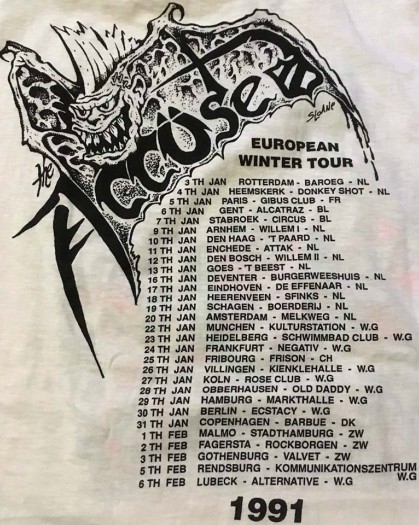 The
Accüsed
Sloane
EUROPEAN
WINTER TOUR
3 TH JAN ROTTERDAM - BAROEG - NL
4 TH JAN HEEMSKERK - DONKEY SHOT - NL
5 TH JAN PARIS - GIBUS CLUB - FR
6 TH JAN GENT - ALCATRAZ - BL
7 TH JAN STABROEK - CIRCUS - BL
9 TH JAN ARNHEM - WILLEM I - NL
10 TH JAN DEN HAAG - 'T PAARD - NL
11 TH JAN ENCHEDE - ATTAK - NL
12 TH JAN DEN BOSCH - WILLEM II - NL
13 TH JAN GOES - 'T BEEST - NL
16 TH JAN DEVENTER - BURGERWEESHUIS - NL
17 TH JAN EINDHOVEN - DE EFFENAAR - NL
18 TH JAN HEERENVEEN - SFINKS - NL
19 TH JAN SCHAGEN - BOERDERIJ - NL
20 TH JAN AMSTERDAM - MELKWEG - NL
22 TH JAN MUNCHEN - KULTURSTATION - W.G
23 TH JAN HEIDELBERG - SCHWIMMBAD CLUB - W.G
24 TH JAN FRANKFURT - NEGATIV - W.G
25 TH JAN FRIBOURG - FRISON - CH
26 TH JAN VILLINGEN - KIENKLEHALLE - W.G
27 TH JAN KOLN - ROSE CLUB - W.G
28 TH JAN OBBERHAUSEN - OLD DADDY - W.G
29 TH JAN HAMBURG - MARKTHALLE - W.G
30 TH JAN BERLIN - ECSTACY - W.G
31 TH JAN COPENHAGEN - BARBUE - DK
1 TH FEB MALMO - STADTHAMBURG - ZW
2 TH FEB FAGERSTA - ROCKBORGEN - ZW
3 TH FEB GOTHENBURG - VALVET - ZW
5 TH FEB RENDSBURG - KOMMUNIKATIONSZENTRUM
W.G
6 TH FEB LUBECK - ALTERNATIVE - W.G
1991